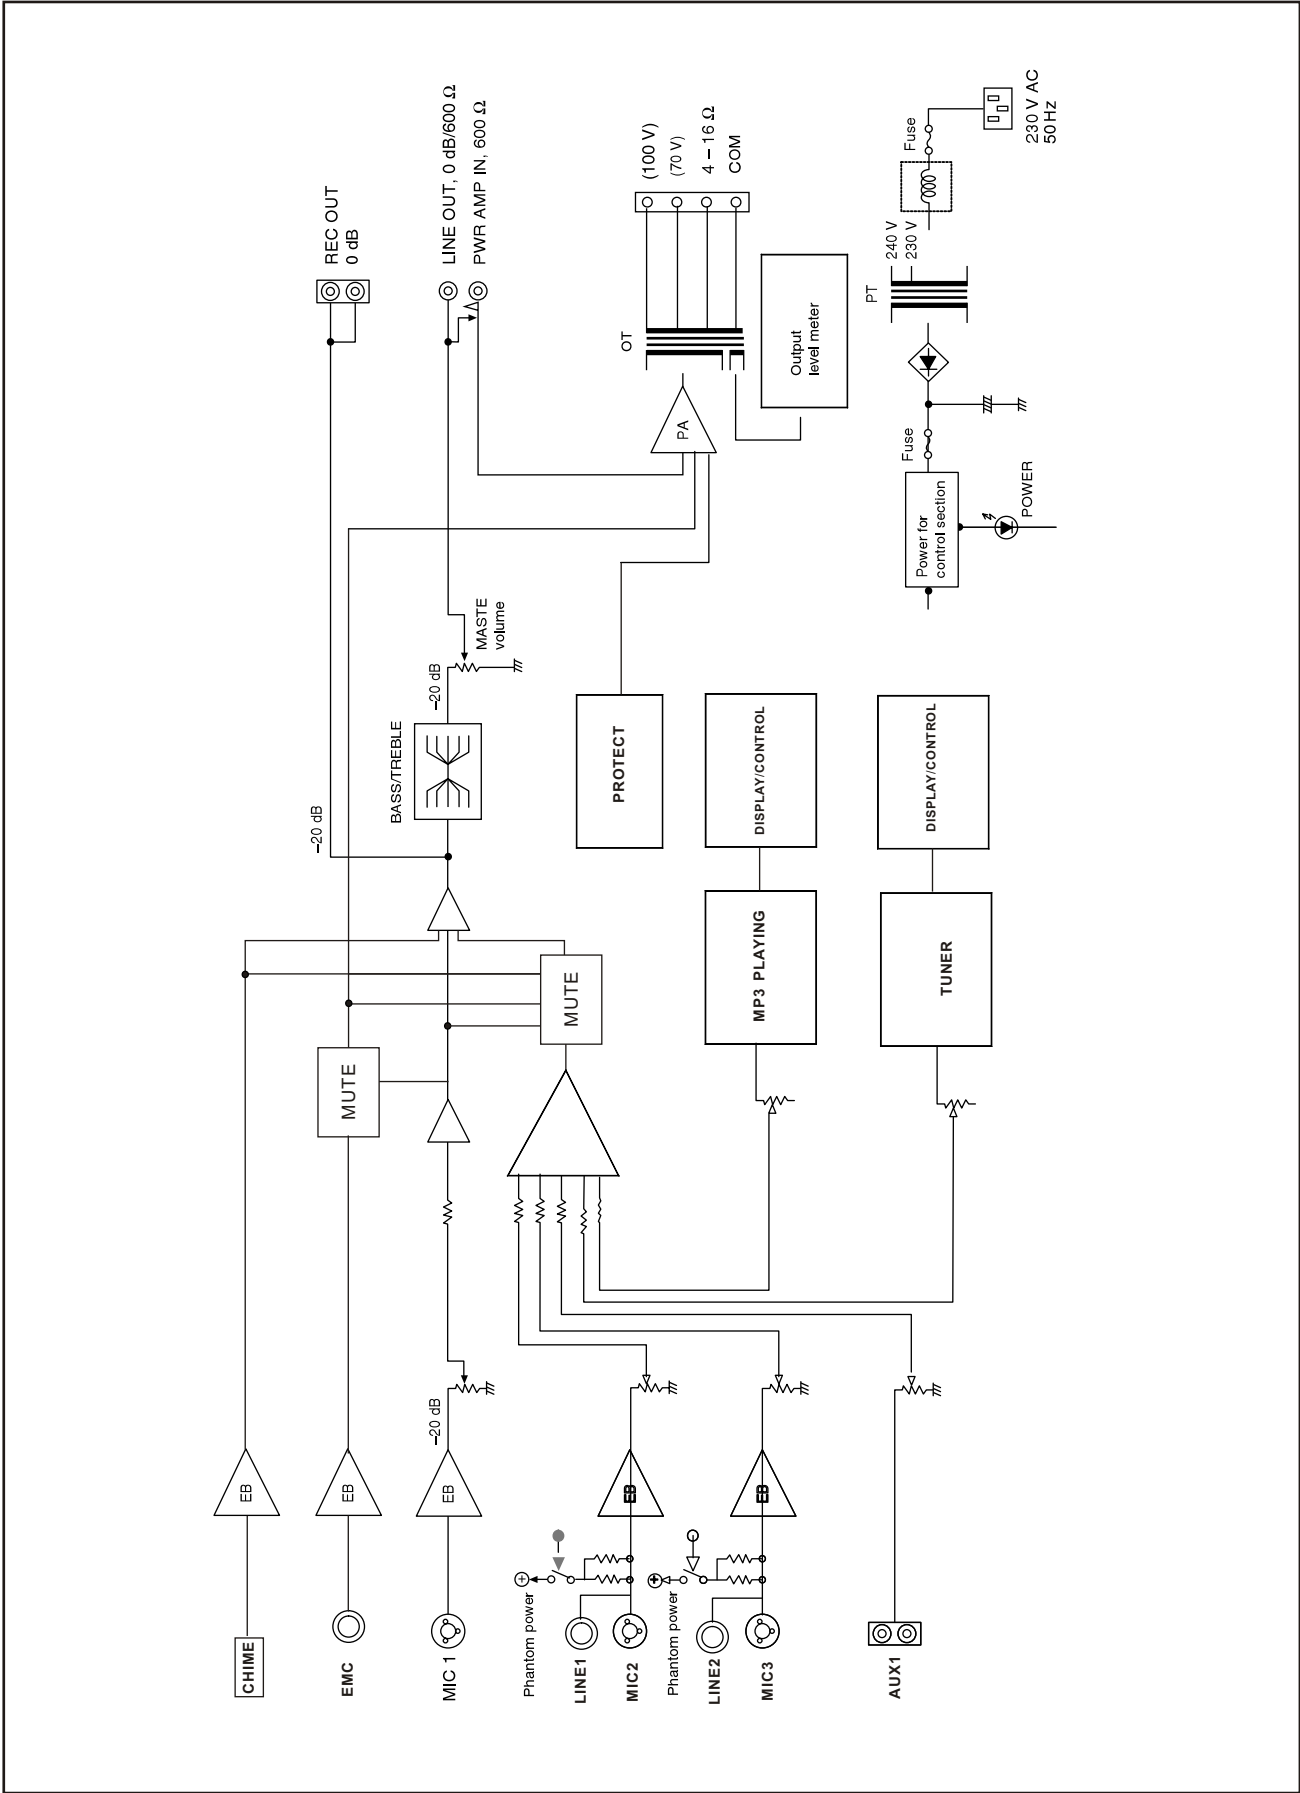 REC OUT
0 dB
LINE OUT, 0 dB/600 Ω
PWR AMP IN, 600 Ω
(100 V)
(70 V)
4 – 16 Ω
COM
OT
PA
Output
level meter
230 V AC
50Hz
Fuse
240 V
230 V
PT
Fuse
Power for
control section
POWER
–20 dB
BASS/TREBLE
–20 dB
MASTE
volume
PROTECT
DISPLAY/CONTROL
DISPLAY/CONTROL
MP3 PLAYING
TUNER
MUTE
MUTE
–20 dB
EB
EB
EB
EB
EB
CHIME
EMC
MIC 1
Phantom power
LINE1
MIC2
Phantom power
LINE2
MIC3
AUX1